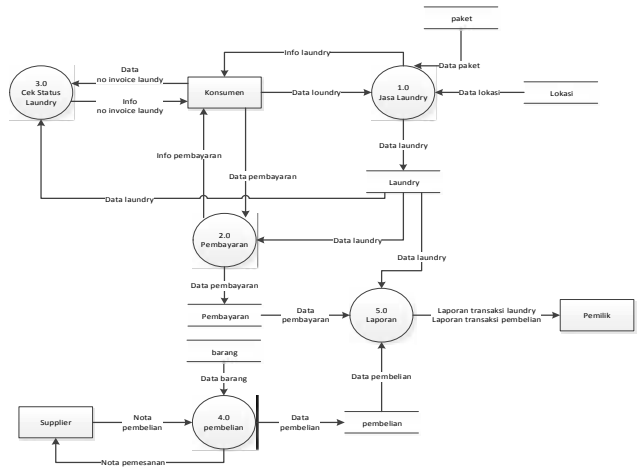 paket
Info laundry
Data
no invoice laundy
Data paket
3.0
Cek Status
Laundry
Konsumen
Data loundry
1.0
Jasa Laundry
Data lokasi
Lokasi
Info
no invoice laundy
Data laundry
Info pembayaran
Data pembayaran
Laundry
Data laundry
2.0
Pembayaran
Data laundry
Data laundry
Data pembayaran
Pembayaran
Data
pembayaran
5.0
Laporan
Laporan transaksi laundry
Laporan transaksi pembelian
Pemilik
barang
Data barang
Data pembelian
Supplier
Nota
pembelian
4.0
pembelian
Data
pembelian
pembelian
Nota pemesanan